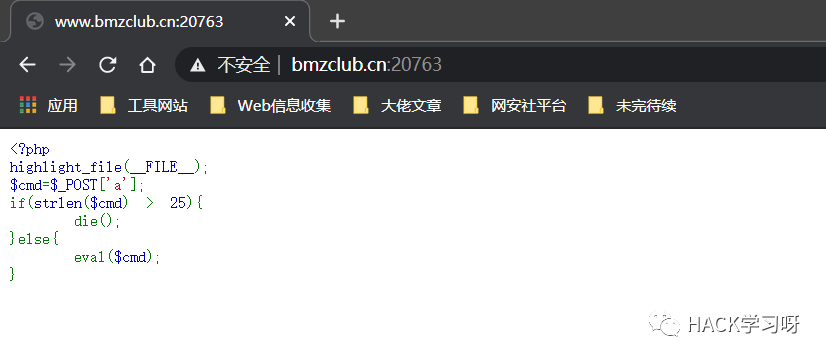 www.bmzclub.cn:20763
不安全 | bmzclub.cn:20763
应用 工具网站 Web信息收集 大佬文章 网安社平台 未完待续
<?php
highlight_file(__FILE__);
$cmd=$_POST['a'];
if(strlen($cmd) > 25){
        die();
}else{
        eval($cmd);
}
HACK学习呀